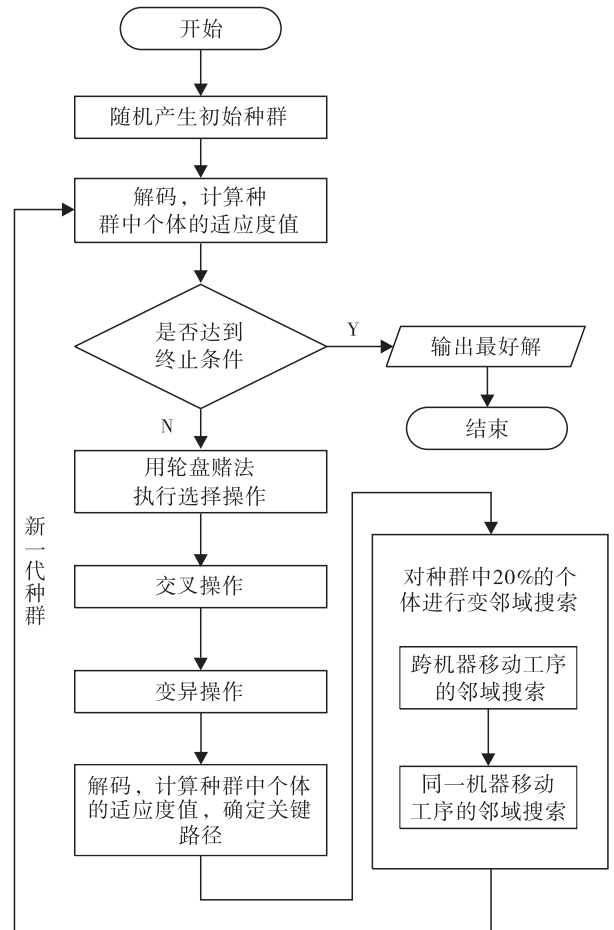 开始
随机产生初始种群
解码，计算种
群中个体的适应度值
是否达到
终止条件
Y
输出最好解
结束
N
用轮盘赌法
执行选择操作
交叉操作
变异操作
解码，计算种群中个体
的适应度值，确定关键
路径
对种群中20%的个
体进行变邻域搜索
跨机器移动工序
的邻域搜索
同一机器移动
工序的邻域搜索
新一代种群